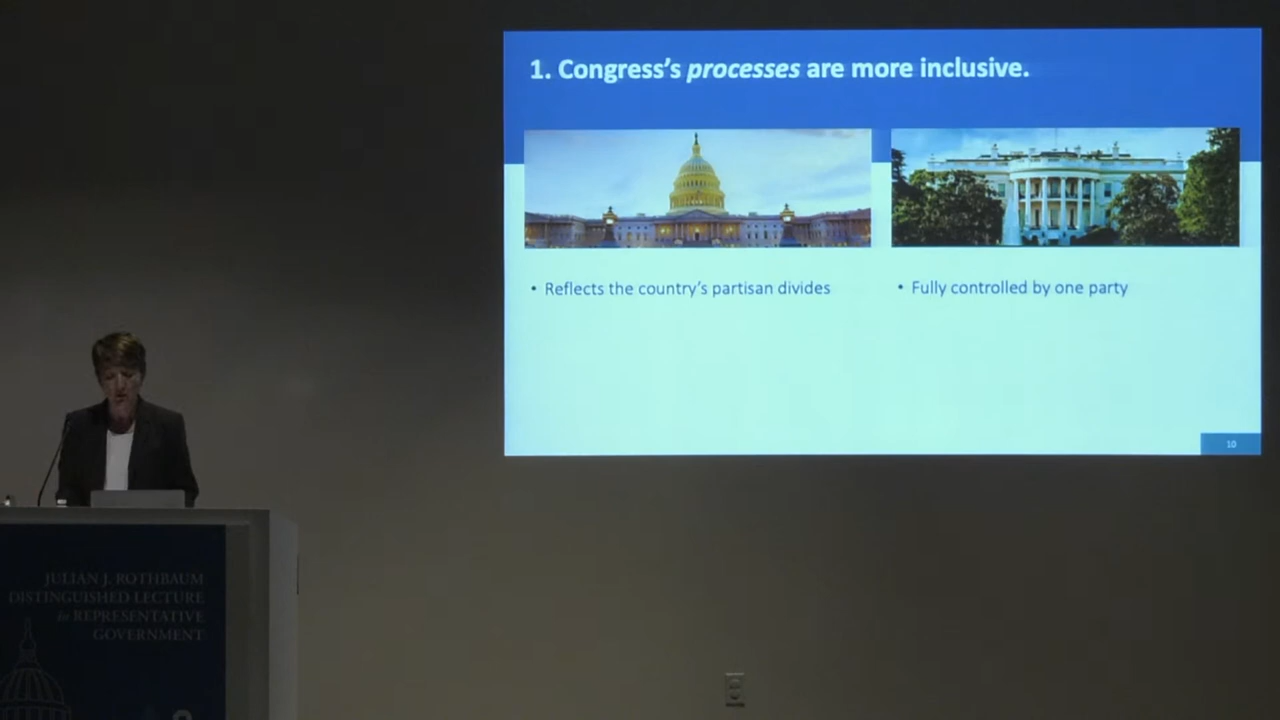 1. Congress's processes are more inclusive.
• Reflects the country's partisan divides
• Fully controlled by one party
10
JULIAN J. ROTHBAUM
DISTINGUISHED LECTURE
in REPRESENTATIVE
GOVERNMENT